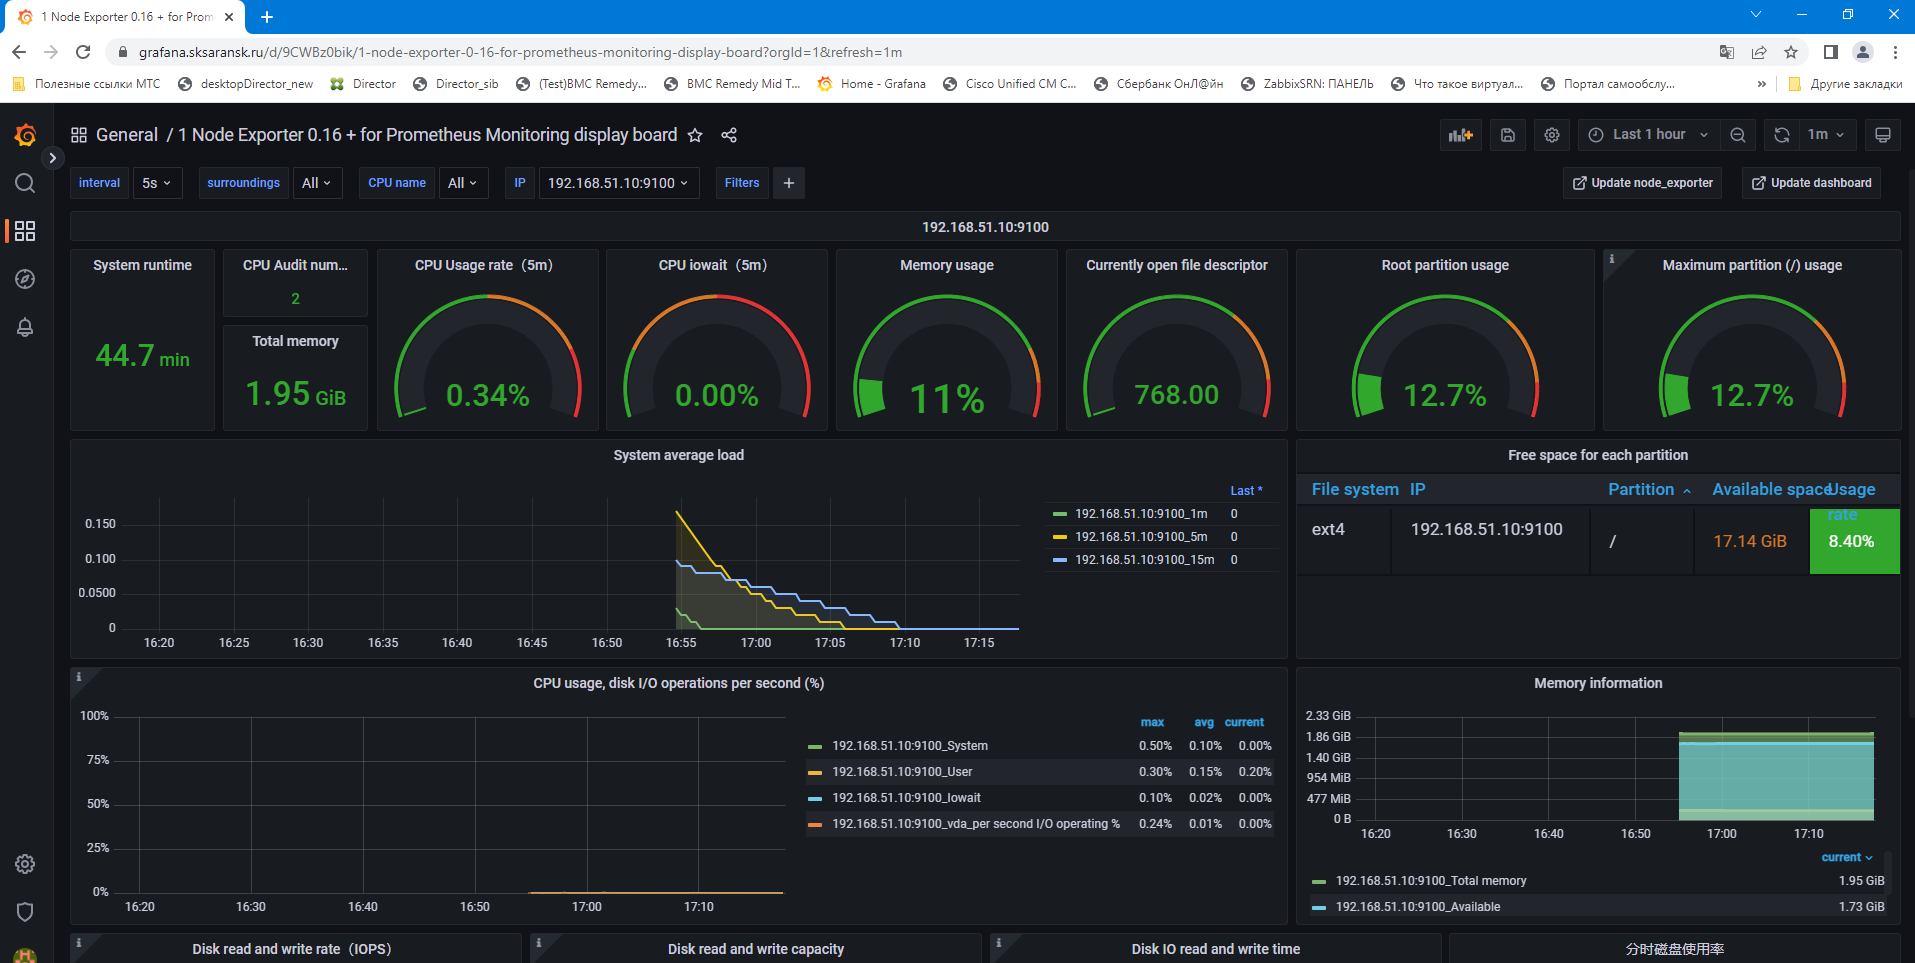 1 Node Exporter 0.16 + for Prom
grafana.sksaransk.ru/d/9CWBz0bik/1-node-exporter-0-16-for-prometheus-monitoring-display-board?orgId=1&refresh=1m
Полезные ссылки МТС desktopDirector_new Director Director_sib (Test)BMC Remedy... BMC Remedy Mid T... Home - Grafana Cisco Unified CM C... Сбербанк ОнЛ@йн ZabbixSRN: ПАНЕЛЬ Что такое виртуал... Портал самообслу... » Другие закладки
General / 1 Node Exporter 0.16 + for Prometheus Monitoring display board Last 1 hour 1m
interval 5s surroundings All CPU name All IP 192.168.51.10:9100 Filters + Update node_exporter Update dashboard
192.168.51.10:9100
System runtime
44.7 min
CPU Audit num...
2
Total memory
1.95 GiB
CPU Usage rate（5m）
0.34%
CPU iowait（5m）
0.00%
Memory usage
11%
Currently open file descriptor
768.00
Root partition usage
12.7%
Maximum partition (/) usage
12.7%
System average load
0.150
0.100
0.0500
0
16:20 16:25 16:30 16:35 16:40 16:45 16:50 16:55 17:00 17:05 17:10 17:15
Last *
192.168.51.10:9100_1m 0
192.168.51.10:9100_5m 0
192.168.51.10:9100_15m 0
Free space for each partition
File system IP Partition Available space Usage rate
ext4 192.168.51.10:9100 / 17.14 GiB 8.40%
CPU usage, disk I/O operations per second (%)
100%
75%
50%
25%
0%
16:20 16:30 16:40 16:50 17:00 17:10
max avg current
192.168.51.10:9100_System 0.50% 0.10% 0.00%
192.168.51.10:9100_User 0.30% 0.15% 0.20%
192.168.51.10:9100_Iowait 0.10% 0.02% 0.00%
192.168.51.10:9100_vda_per second I/O operating % 0.24% 0.01% 0.00%
Memory information
2.33 GiB
1.86 GiB
1.40 GiB
954 MiB
477 MiB
0 B
16:20 16:30 16:40 16:50 17:00 17:10
current
192.168.51.10:9100_Total memory 1.95 GiB
192.168.51.10:9100_Available 1.73 GiB
Disk read and write rate（IOPS） Disk read and write capacity Disk IO read and write time 分时磁盘使用率